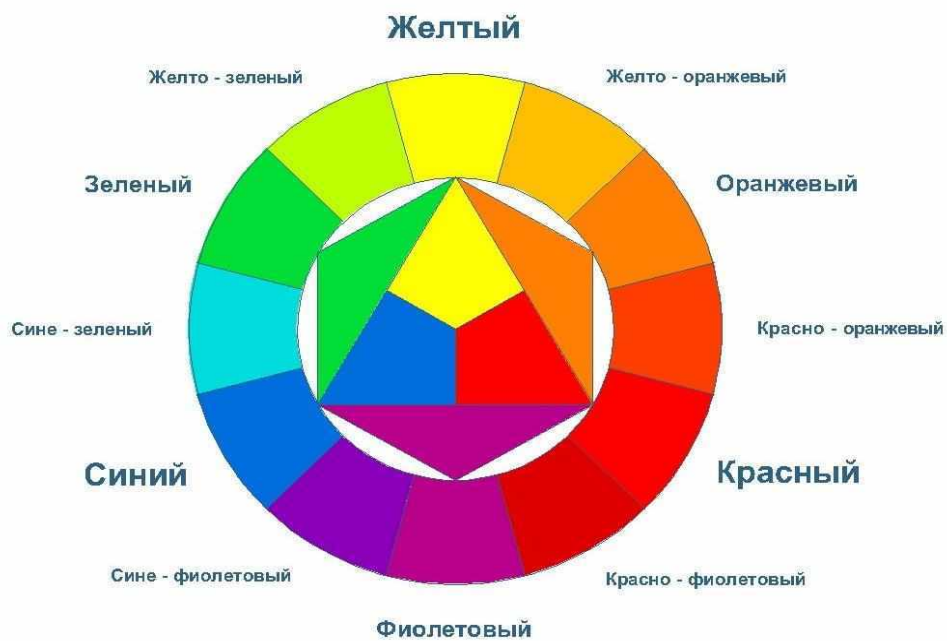 Желтый
Желто - зеленый
Желто - оранжевый
Зеленый
Оранжевый
Сине - зеленый
Красно - оранжевый
Синий
Красный
Сине - фиолетовый
Красно - фиолетовый
Фиолетовый